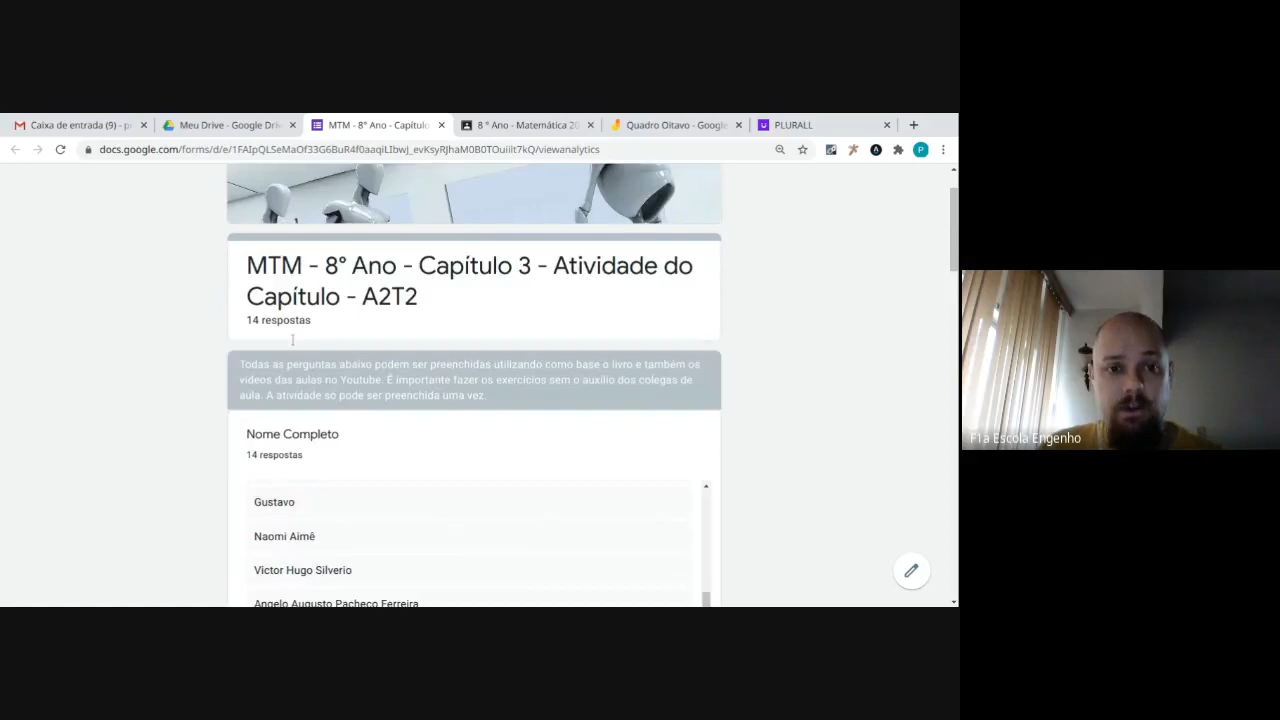 Caixa de entrada (9) - p
Meu Drive - Google Dri
MTM - 8° Ano - Capítulo
8 ° Ano - Matemática 20
Quadro Oitavo - Google
PLURALL
docs.google.com/forms/d/e/
/viewanalytics
P
MTM - 8° Ano - Capítulo 3 - Atividade do
Capítulo - A2T2
14 respostas
Todas as perguntas abaixo podem ser preenchidas utilizando como base o livro e também os
vídeos das aulas no Youtube. É importante fazer os exercícios sem o auxílio dos colegas de
aula. A atividade só pode ser preenchida uma vez.
Nome Completo
14 respostas
Gustavo
Naomi Aimê
Victor Hugo Silverio
Angelo Augusto Pacheco Ferreira
F1a Escola Engenho